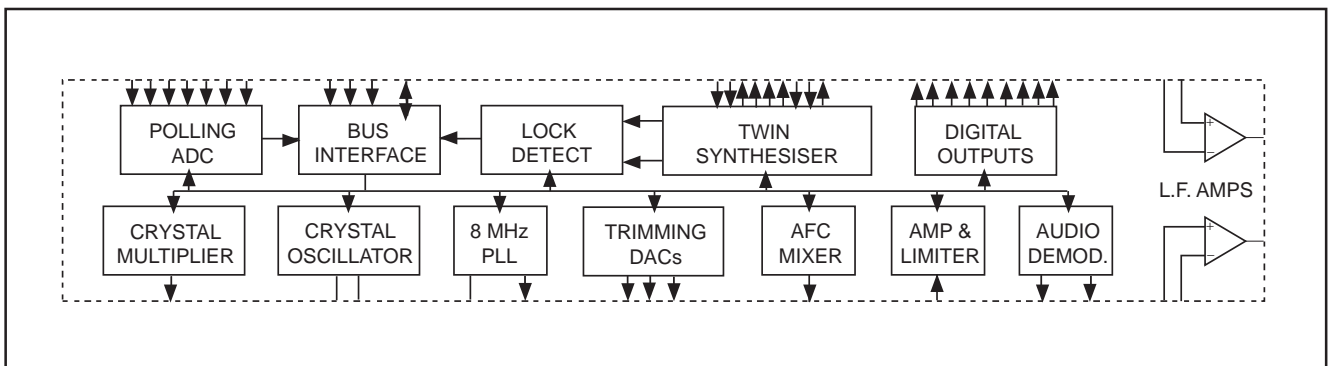 POLLING
ADC
BUS
INTERFACE
LOCK
DETECT
TWIN
SYNTHESISER
DIGITAL
OUTPUTS
+
−
L.F. AMPS
CRYSTAL
MULTIPLIER
CRYSTAL
OSCILLATOR
8 MHz
PLL
TRIMMING
DACs
AFC
MIXER
AMP &
LIMITER
AUDIO
DEMOD.
+
−